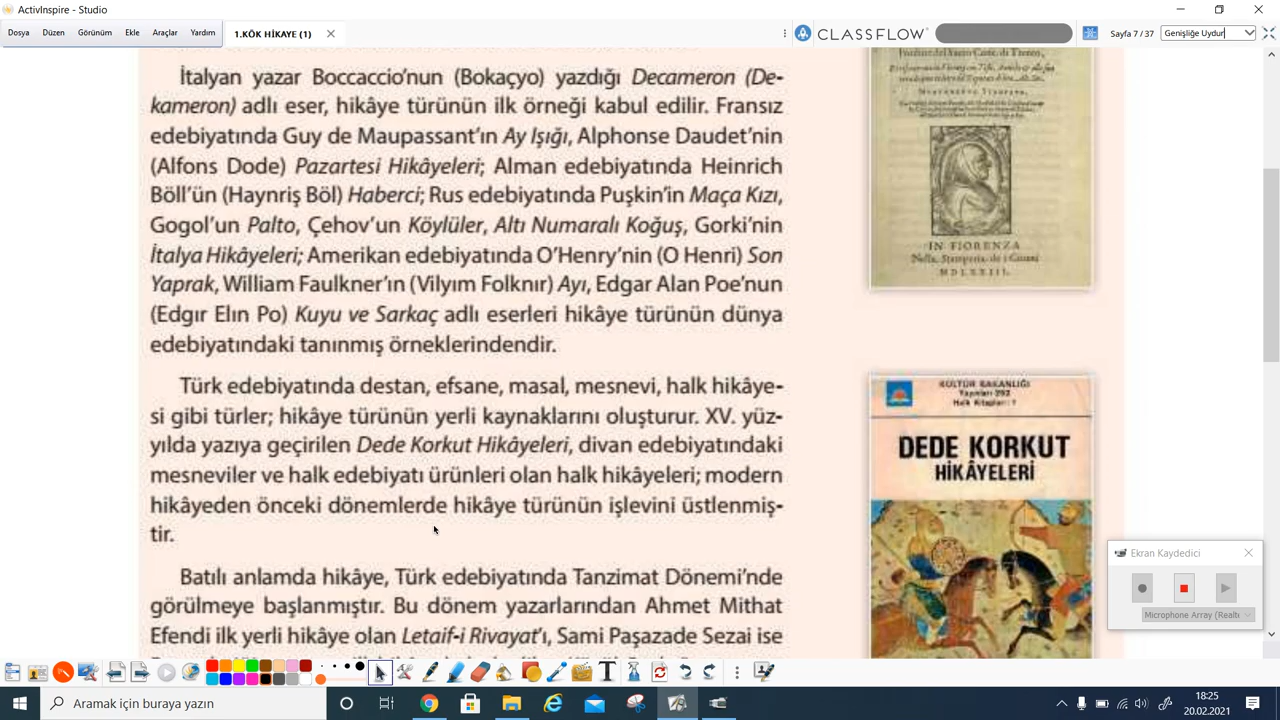 ActivInspire - Studio
Dosya Düzen Görünüm Ekle Araçlar Yardım
1.KÖK HİKAYE (1)
CLASSFLOW
Sayfa 7 / 37
Genişliğe Uydur
İtalyan yazar Boccaccio’nun (Bokaçyo) yazdığı Decameron (De-
kameron) adlı eser, hikâye türünün ilk örneği kabul edilir. Fransız
edebiyatında Guy de Maupassant’ın Ay Işığı, Alphonse Daudet’nin
(Alfons Dode) Pazartesi Hikâyeleri; Alman edebiyatında Heinrich
Böll’ün (Haynriş Böl) Haberci; Rus edebiyatında Puşkin’in Maça Kızı,
Gogol’un Palto, Çehov’un Köylüler, Altı Numaralı Koğuş, Gorki’nin
İtalya Hikâyeleri; Amerikan edebiyatında O’Henry’nin (O Henri) Son
Yaprak, William Faulkner’ın (Vilyım Folknır) Ayı, Edgar Alan Poe’nun
(Edgır Elın Po) Kuyu ve Sarkaç adlı eserleri hikâye türünün dünya
edebiyatındaki tanınmış örneklerindendir.
Türk edebiyatında destan, efsane, masal, mesnevi, halk hikâye-
si gibi türler; hikâye türünün yerli kaynaklarını oluşturur. XV. yüz-
yılda yazıya geçirilen Dede Korkut Hikâyeleri, divan edebiyatındaki
mesneviler ve halk edebiyatı ürünleri olan halk hikâyeleri; modern
hikâyeden önceki dönemlerde hikâye türünün işlevini üstlenmiş-
tir.
Batılı anlamda hikâye, Türk edebiyatında Tanzimat Dönemi’nde
görülmeye başlanmıştır. Bu dönem yazarlarından Ahmet Mithat
Efendi ilk yerli hikâye olan Letaif-i Rivayat’ı, Sami Paşazade Sezai ise
IN FIORENZA
MDLXXIII.
KÜLTÜR BAKANLIĞI
Yayınları 292
Halk Kitapları: 1
DEDE KORKUT
HİKÂYELERİ
Ekran Kaydedici
Microphone Array (Realte
Aramak için buraya yazın
18:25
20.02.2021